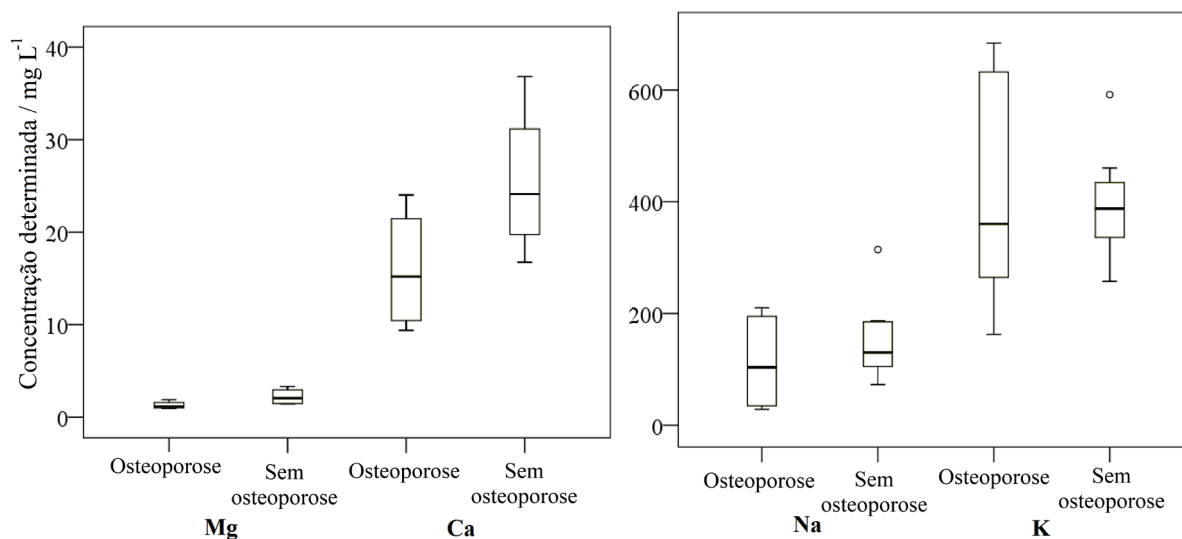 Concentração determinada / mg L-1
40
30
20
10
0
Osteoporose
Sem
osteoporose
Osteoporose
Sem
osteoporose
Mg
Ca
600
400
200
0
Osteoporose
Sem
osteoporose
Osteoporose
Sem
osteoporose
Na
K